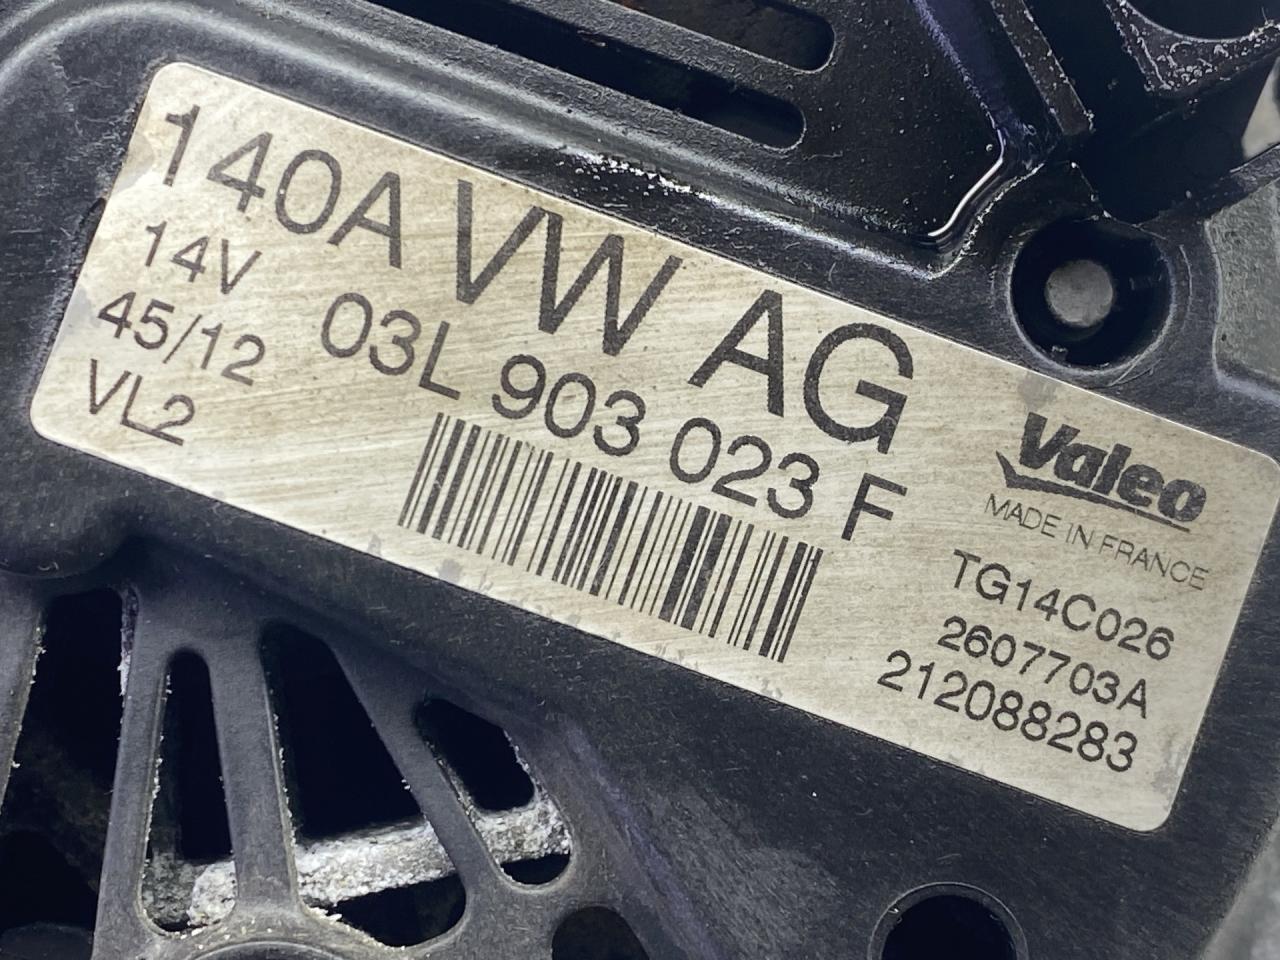 140A VW AG
14V 03L 903 023 F
45/12
VL2
Valeo
MADE IN FRANCE
TG14C026
2607703A
212088283